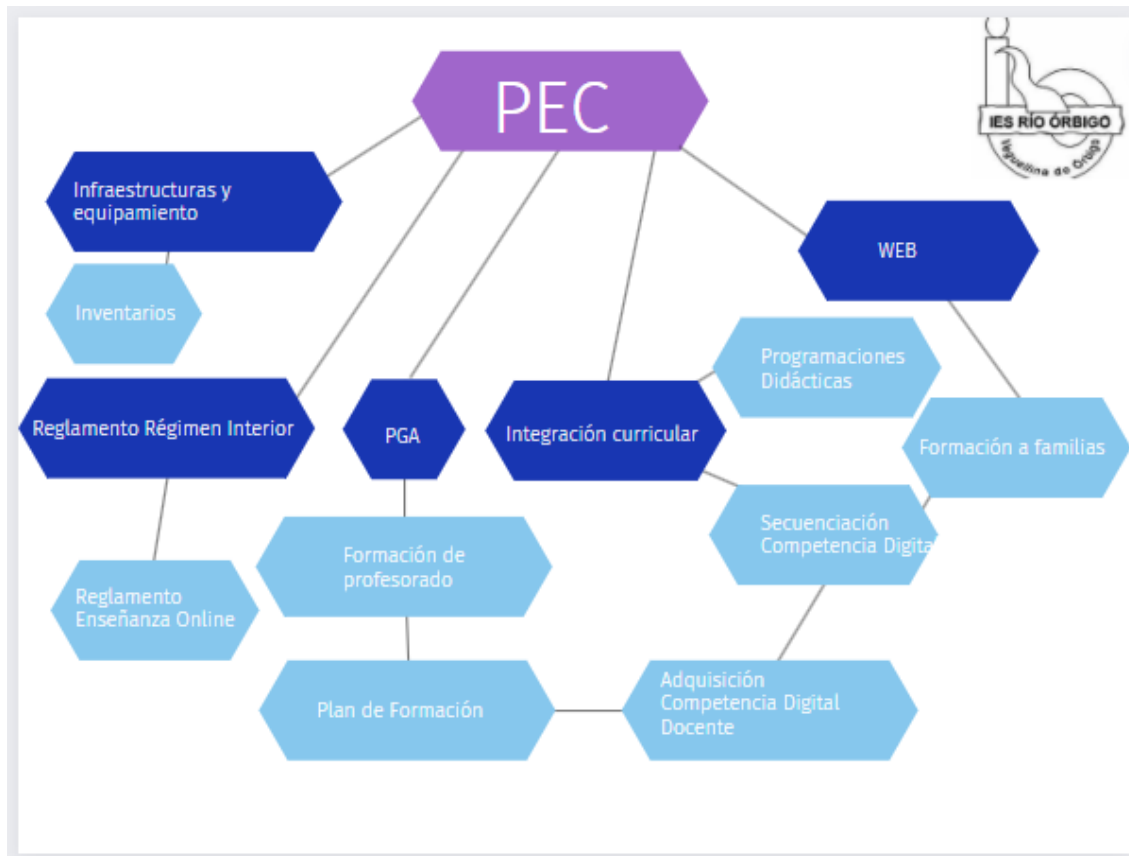 PEC
IES RÍO ÓRBIGO
Veguellina de Órbigo
Infraestructuras y
equipamiento
WEB
Inventarios
Programaciones
Didácticas
Reglamento Régimen Interior
PGA
Integración curricular
Formación a familias
Secuenciación
Competencia Digital
Formación de
profesorado
Reglamento
Enseñanza Online
Plan de Formación
Adquisición
Competencia Digital
Docente